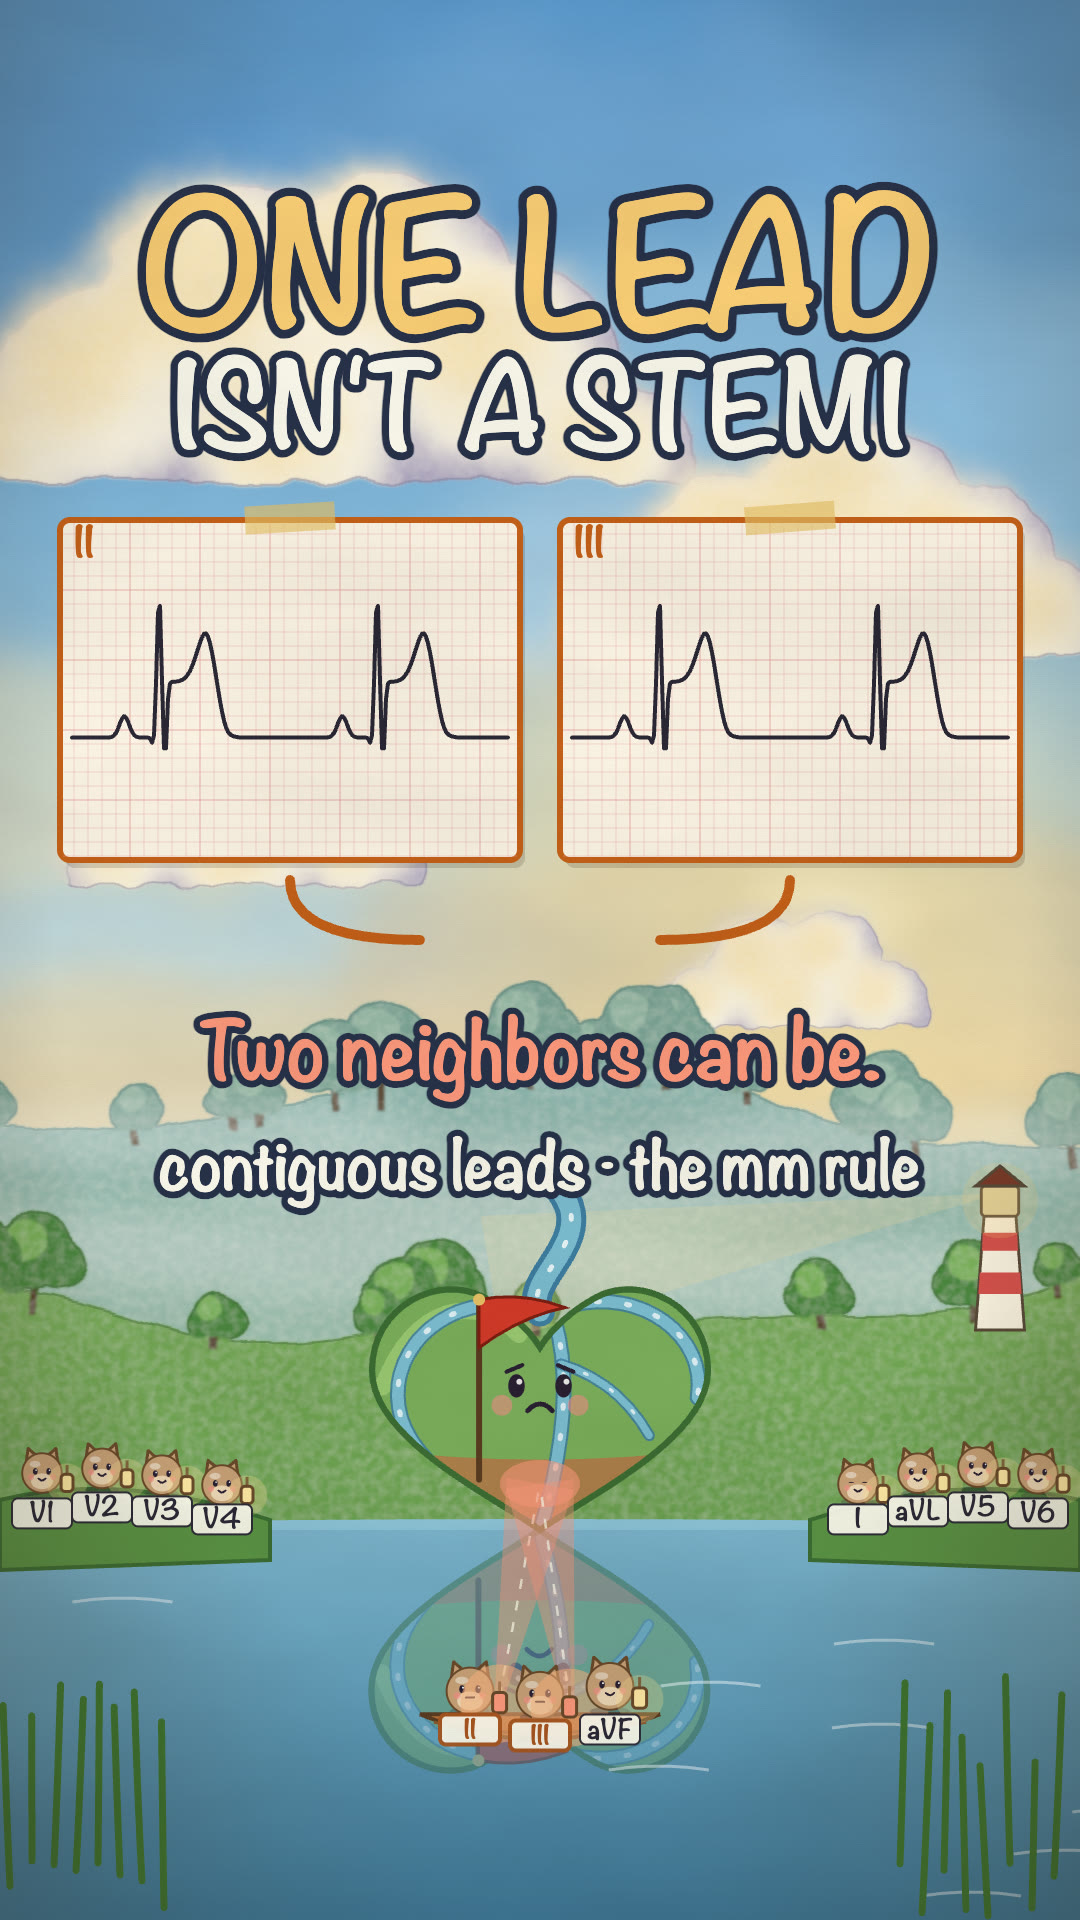 ONE LEAD
ISN'T A STEMI
II
III
Two neighbors can be.
contiguous leads - the mm rule
V1 V2 V3 V4
I aVL V5 V6
II III aVF